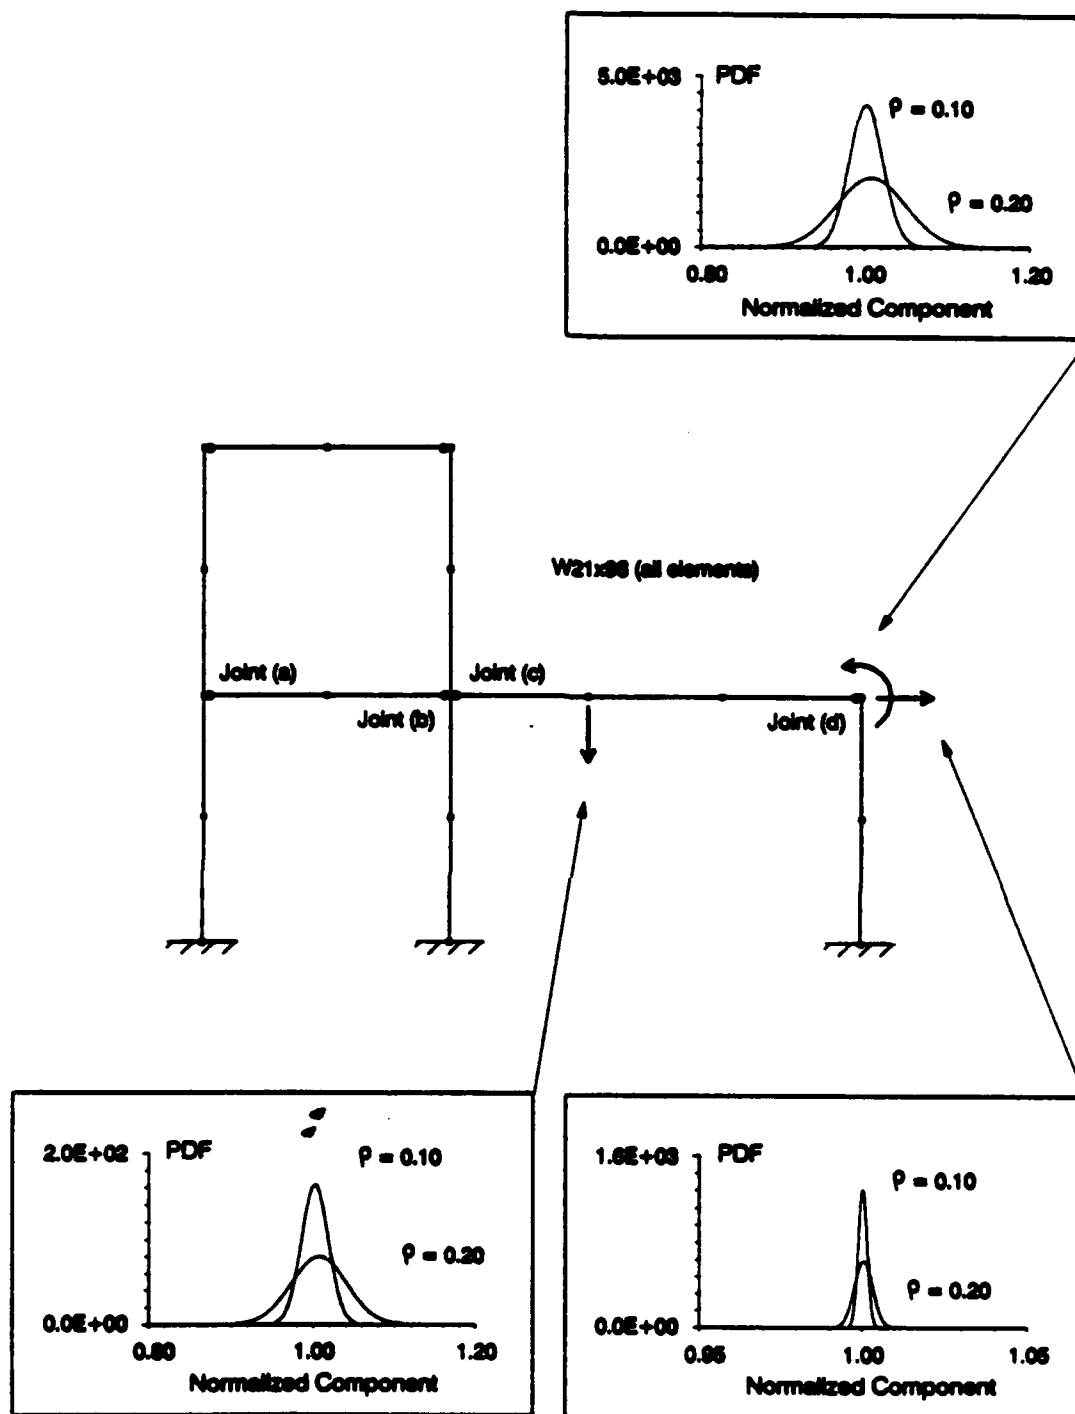 5.0E+03 PDF
ρ = 0.10
ρ = 0.20
0.0E+00
0.80 1.00 1.20
Normalized Component
W21x96 (all elements)
Joint (a) Joint (c)
Joint (b) Joint (d)
2.0E+02 PDF
ρ = 0.10
ρ = 0.20
0.0E+00
0.80 1.00 1.20
Normalized Component
1.6E+03 PDF
ρ = 0.10
ρ = 0.20
0.0E+00
0.95 1.00 1.05
Normalized Component